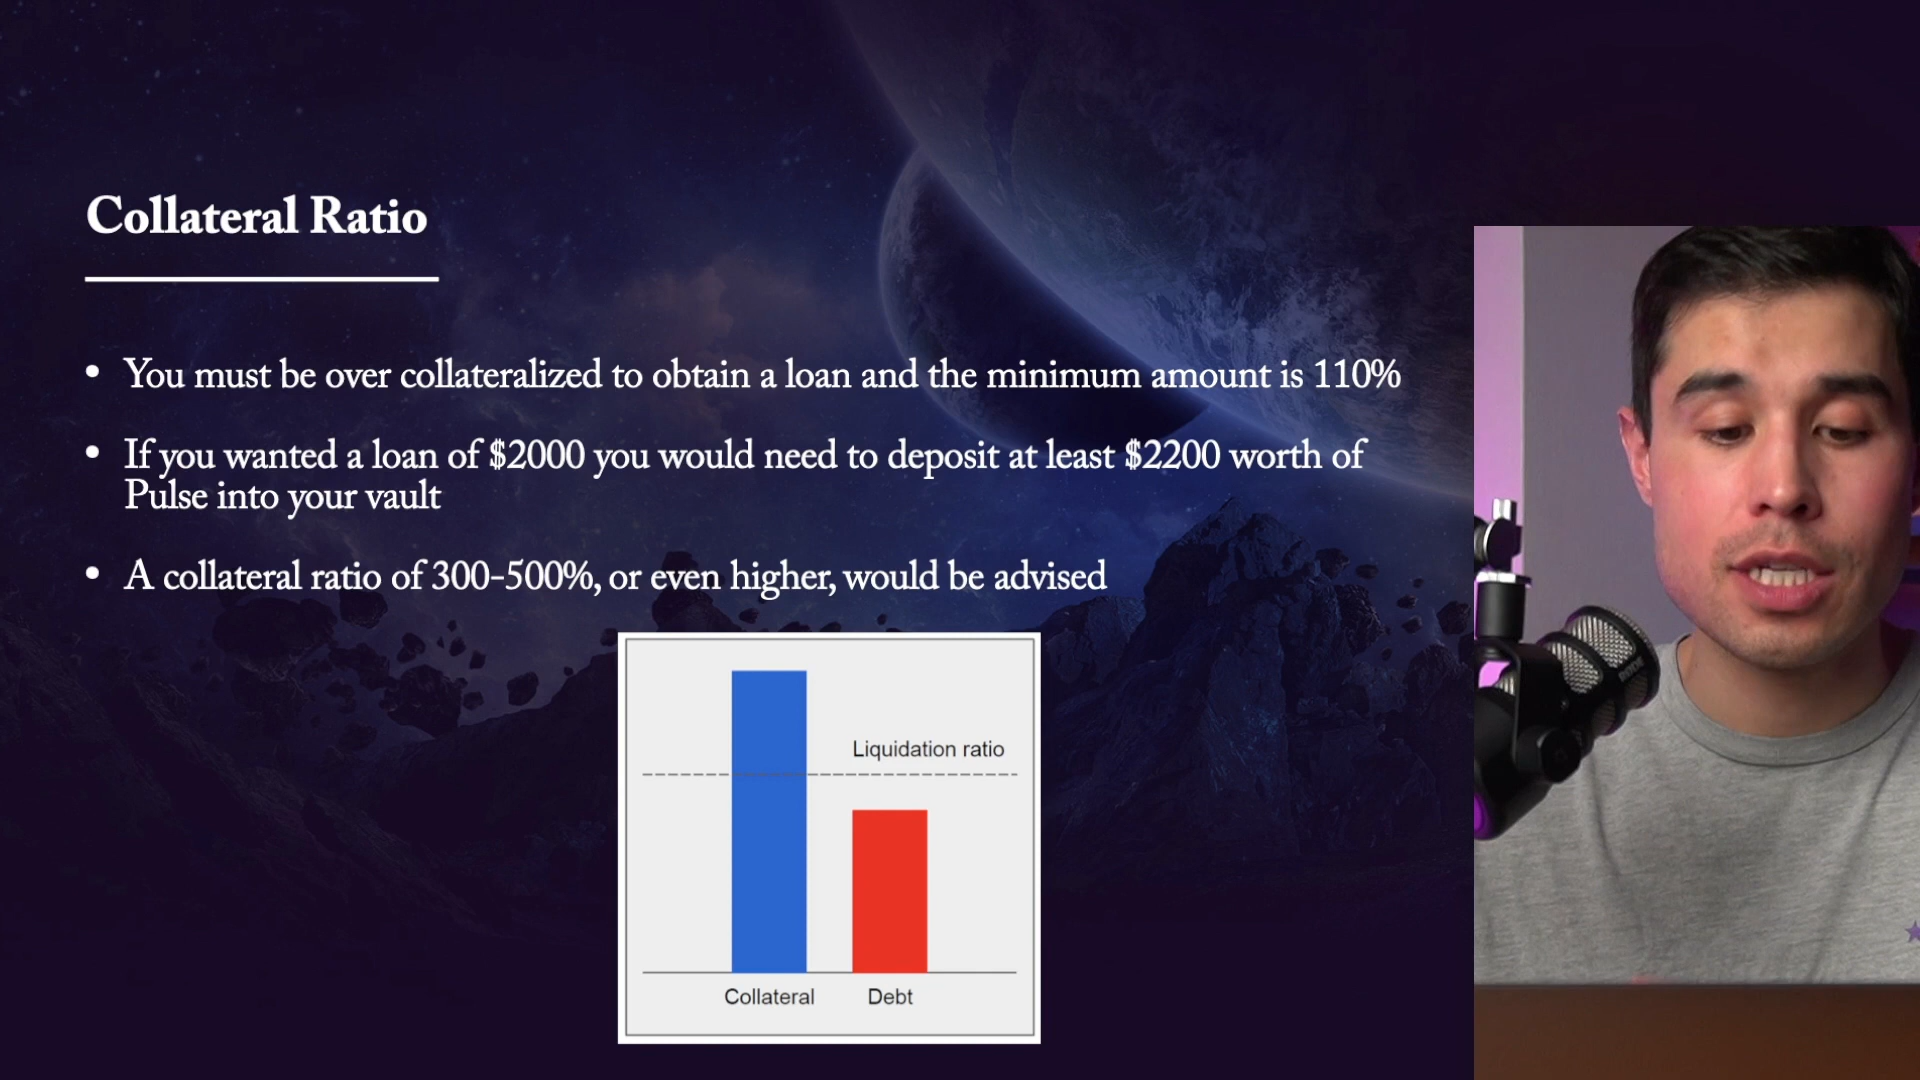 Collateral Ratio
• You must be over collateralized to obtain a loan and the minimum amount is 110%
• If you wanted a loan of $2000 you would need to deposit at least $2200 worth of
Pulse into your vault
• A collateral ratio of 300-500%, or even higher, would be advised
Liquidation ratio
Collateral
Debt